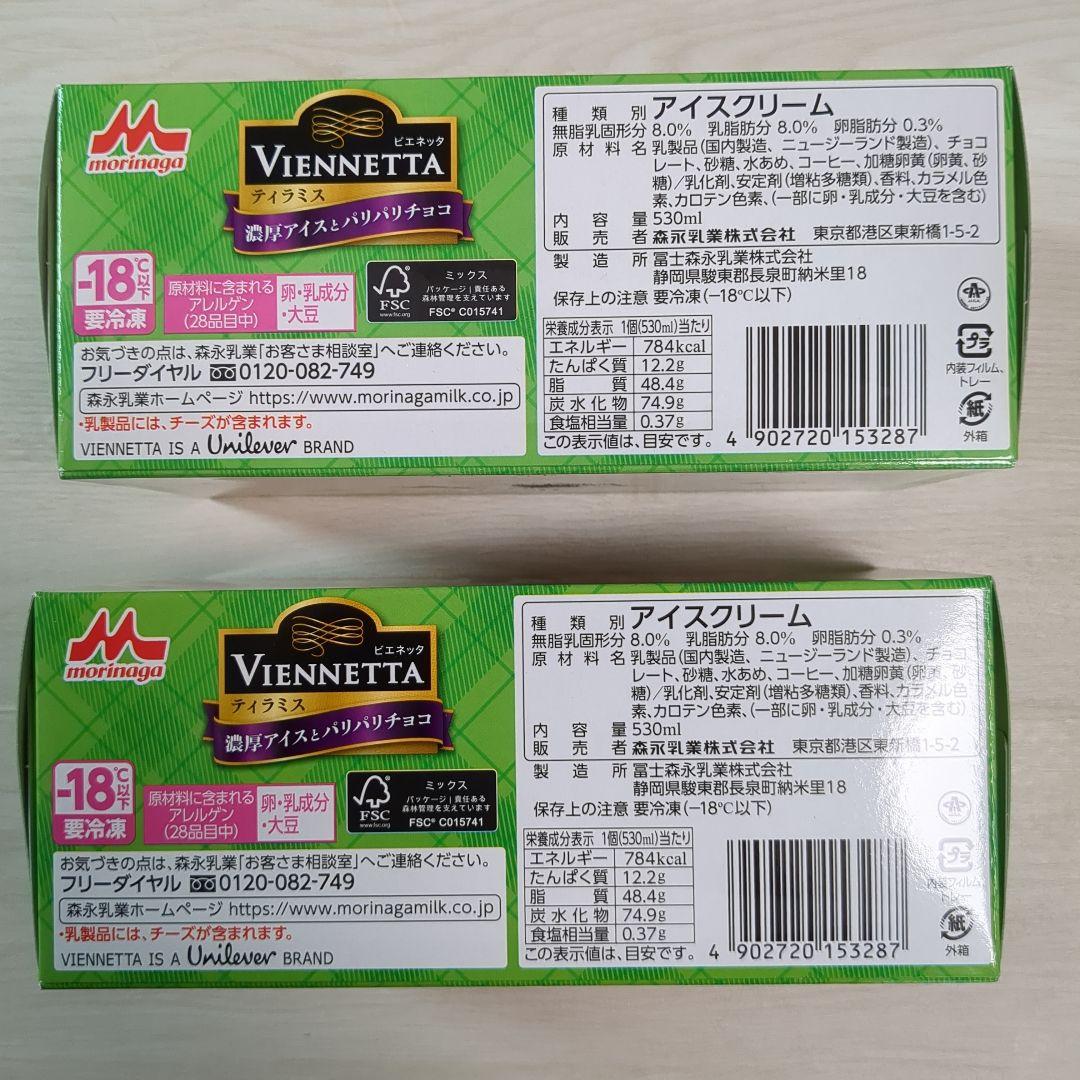 morinaga
ビエネッタ
VIENNETTA
ティラミス
濃厚アイスとパリパリチョコ
-18℃以下
要冷凍
原材料に含まれる
アレルゲン
(28品目中)
卵・乳成分
・大豆
FSC
www.fsc.org
ミックス
パッケージ|責任ある
森林管理を支えています
FSC® C015741
お気づきの点は、森永乳業「お客さま相談室」へご連絡ください。
フリーダイヤル 0120-082-749
森永乳業ホームページ https://www.morinagamilk.co.jp
・乳製品には、チーズが含まれます。
VIENNETTA IS A Unilever BRAND
種類別 アイスクリーム
無脂乳固形分 8.0% 乳脂肪分 8.0% 卵脂肪分 0.3%
原材料名 乳製品(国内製造、ニュージーランド製造)、チョコ
レート、砂糖、水あめ、コーヒー、加糖卵黄(卵黄、砂
糖)/乳化剤、安定剤(増粘多糖類)、香料、カラメル色
素、カロテン色素、(一部に卵・乳成分・大豆を含む)
内容量 530ml
販売者 森永乳業株式会社 東京都港区東新橋1-5-2
製造所 冨士森永乳業株式会社
静岡県駿東郡長泉町納米里18
保存上の注意 要冷凍(−18℃以下)
栄養成分表示 1個(530ml)当たり
エネルギー 784kcal
たんぱく質 12.2g
脂質 48.4g
炭水化物 74.9g
食塩相当量 0.37g
この表示値は、目安です。
4 902720 153287
プラ
内装フィルム、
トレー
紙
外箱
morinaga
ビエネッタ
VIENNETTA
ティラミス
濃厚アイスとパリパリチョコ
-18℃以下
要冷凍
原材料に含まれる
アレルゲン
(28品目中)
卵・乳成分
・大豆
FSC
www.fsc.org
ミックス
パッケージ|責任ある
森林管理を支えています
FSC® C015741
お気づきの点は、森永乳業「お客さま相談室」へご連絡ください。
フリーダイヤル 0120-082-749
森永乳業ホームページ https://www.morinagamilk.co.jp
・乳製品には、チーズが含まれます。
VIENNETTA IS A Unilever BRAND
種類別 アイスクリーム
無脂乳固形分 8.0% 乳脂肪分 8.0% 卵脂肪分 0.3%
原材料名 乳製品(国内製造、ニュージーランド製造)、チョコ
レート、砂糖、水あめ、コーヒー、加糖卵黄(卵黄、砂
糖)/乳化剤、安定剤(増粘多糖類)、香料、カラメル色
素、カロテン色素、(一部に卵・乳成分・大豆を含む)
内容量 530ml
販売者 森永乳業株式会社 東京都港区東新橋1-5-2
製造所 冨士森永乳業株式会社
静岡県駿東郡長泉町納米里18
保存上の注意 要冷凍(−18℃以下)
栄養成分表示 1個(530ml)当たり
エネルギー 784kcal
たんぱく質 12.2g
脂質 48.4g
炭水化物 74.9g
食塩相当量 0.37g
この表示値は、目安です。
4 902720 153287
プラ
内装フィルム、
トレー
紙
外箱